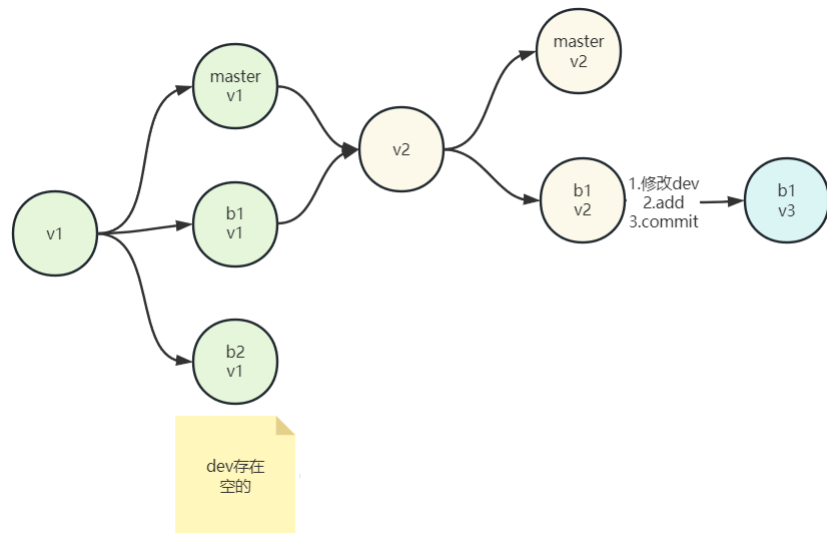 master
v1
master
v2
v1
b1
v1
v2
b1
v2
1.修改dev
2.add
3.commit
b1
v3
b2
v1
dev存在
空的